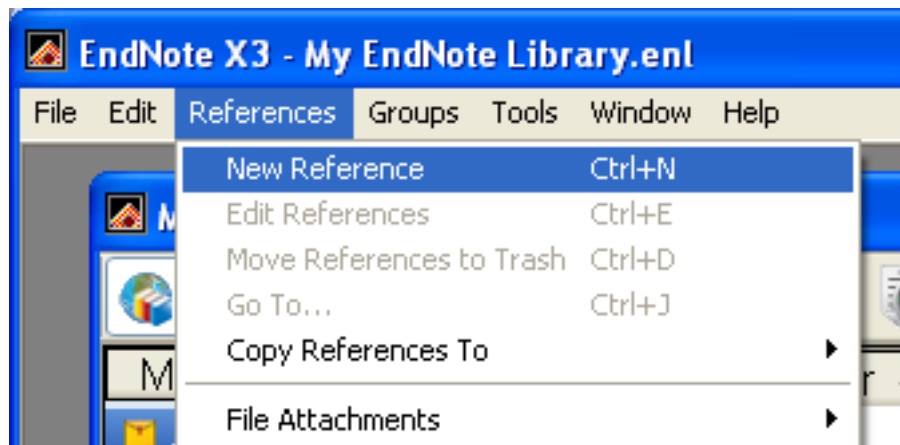 EndNote X3 - My EndNote Library.enl
File Edit References Groups Tools Window Help
New Reference Ctrl+N
Edit References Ctrl+E
Move References to Trash Ctrl+D
Go To... Ctrl+J
Copy References To
File Attachments